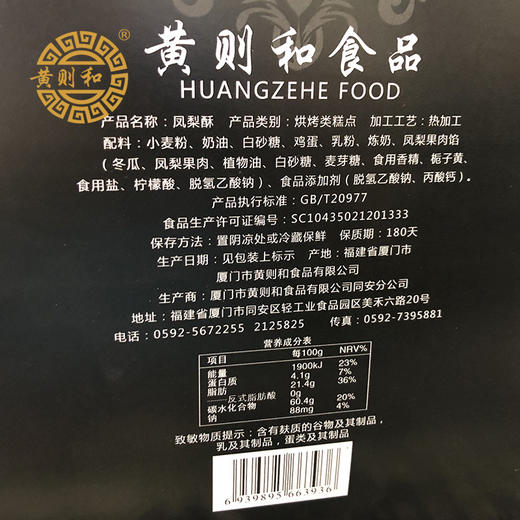 黄则和
®
黄则和食品
HUANGZEHE FOOD
产品名称：凤梨酥 产品类别：烘烤类糕点 加工工艺：热加工
配料：小麦粉、奶油、白砂糖、鸡蛋、乳粉、炼奶、凤梨果肉馅
（冬瓜、凤梨果肉、植物油、白砂糖、麦芽糖、食用香精、栀子黄、
食用盐、柠檬酸、脱氢乙酸钠）、食品添加剂（脱氢乙酸钠、丙酸钙）。
产品执行标准：GB/T20977
食品生产许可证编号：SC10435021201333
保存方法：置阴凉处或冷藏保鲜 保质期：180天
生产日期：见包装上标示 产地：福建省厦门市
厦门市黄则和食品有限公司
生产商：厦门市黄则和食品有限公司同安分公司
地址：福建省厦门市同安区轻工业食品园区美禾六路20号
电话：0592-5672255 2125825 传真：0592-7395881
营养成分表
项目 每100g NRV%
能量 1900kJ 23%
蛋白质 4.1g 7%
脂肪 21.4g 36%
——反式脂肪酸 0g
碳水化合物 60.4g 20%
钠 88mg 4%
致敏物质提示：含有麸质的谷物及其制品，
乳及其制品，蛋类及其制品。
6939895663936